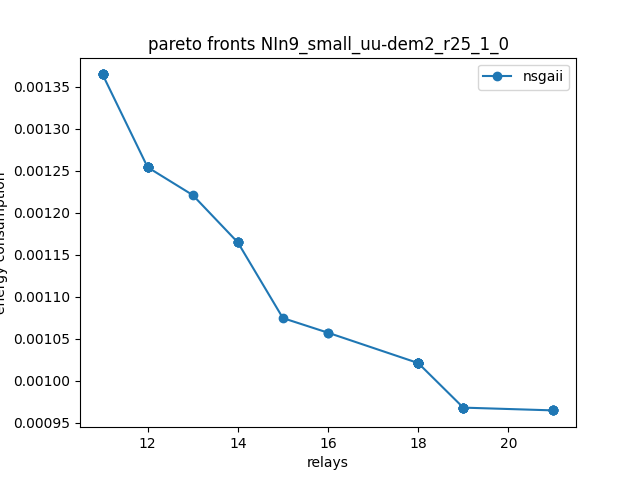 pareto fronts NIn9_small_uu-dem2_r25_1_0
nsgaii
0.00135
0.00130
0.00125
0.00120
0.00115
0.00110
0.00105
0.00100
0.00095
energy consumption
12 14 16 18 20
relays